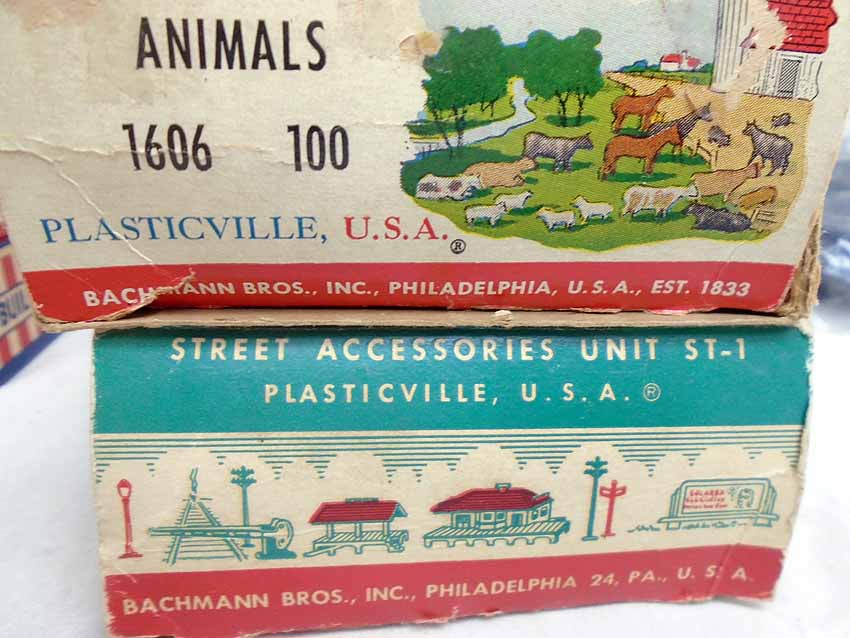 ANIMALS
1606 100
PLASTICVILLE, U.S.A.®
BACHMANN BROS., INC., PHILADELPHIA, U.S.A., EST. 1833
BUIL
STREET ACCESSORIES UNIT ST-1
PLASTICVILLE, U.S.A.®
BACHMANN BROS., INC., PHILADELPHIA 24, PA., U.S.A.